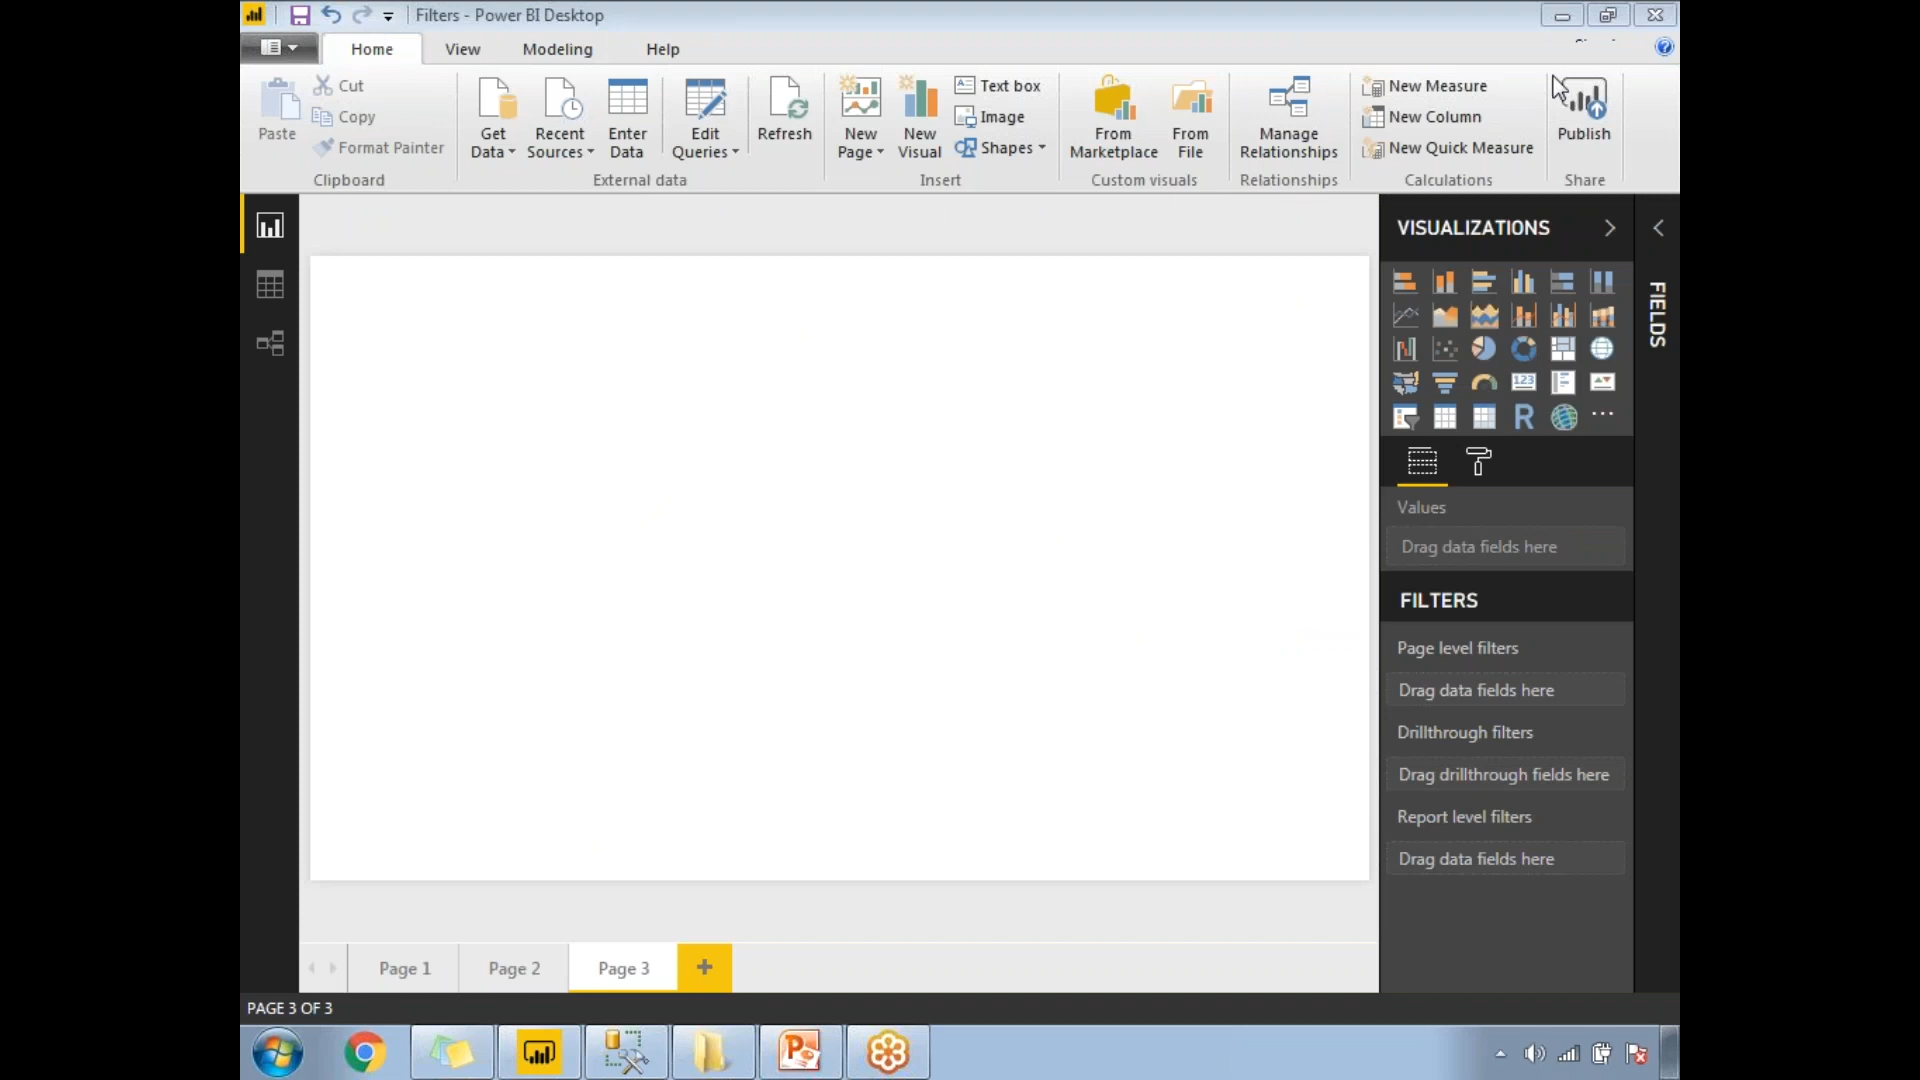 Filters - Power BI Desktop
Home View Modeling Help
Paste
Cut
Copy
Format Painter
Clipboard
Get Data
Recent Sources
Enter Data
Edit Queries
Refresh
External data
New Page
New Visual
Text box
Image
Shapes
Insert
From Marketplace
From File
Custom visuals
Manage Relationships
Relationships
New Measure
New Column
New Quick Measure
Calculations
Publish
Share
VISUALIZATIONS
FIELDS
123
R
Values
Drag data fields here
FILTERS
Page level filters
Drag data fields here
Drillthrough filters
Drag drillthrough fields here
Report level filters
Drag data fields here
Page 1 Page 2 Page 3
PAGE 3 OF 3